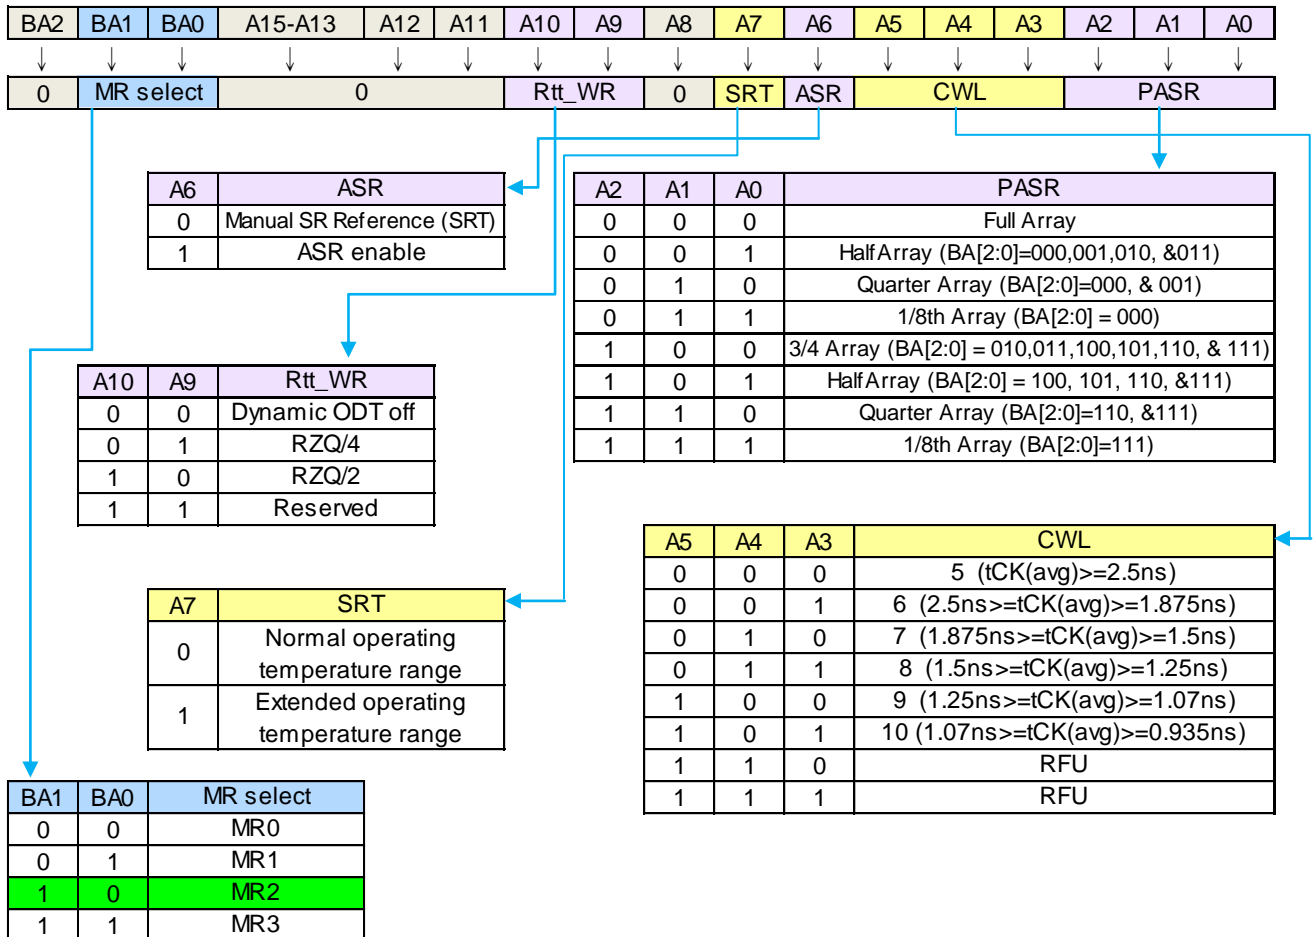 BA2 BA1 BA0 A15-A13 A12 A11 A10 A9 A8 A7 A6 A5 A4 A3 A2 A1 A0
0 MR select 0 Rtt_WR 0 SRT ASR CWL PASR
A6 ASR
0 Manual SR Reference (SRT)
1 ASR enable
A2 A1 A0 PASR
0 0 0 Full Array
0 0 1 Half Array (BA[2:0]=000,001,010, &011)
0 1 0 Quarter Array (BA[2:0]=000, & 001)
0 1 1 1/8th Array (BA[2:0] = 000)
1 0 0 3/4 Array (BA[2:0] = 010,011,100,101,110, & 111)
1 0 1 Half Array (BA[2:0] = 100, 101, 110, &111)
1 1 0 Quarter Array (BA[2:0]=110, &111)
1 1 1 1/8th Array (BA[2:0]=111)
A10 A9 Rtt_WR
0 0 Dynamic ODT off
0 1 RZQ/4
1 0 RZQ/2
1 1 Reserved
A5 A4 A3 CWL
0 0 0 5 (tCK(avg)>=2.5ns)
0 0 1 6 (2.5ns>=tCK(avg)>=1.875ns)
0 1 0 7 (1.875ns>=tCK(avg)>=1.5ns)
0 1 1 8 (1.5ns>=tCK(avg)>=1.25ns)
1 0 0 9 (1.25ns>=tCK(avg)>=1.07ns)
1 0 1 10 (1.07ns>=tCK(avg)>=0.935ns)
1 1 0 RFU
1 1 1 RFU
A7 SRT
0 Normal operating
temperature range
1 Extended operating
temperature range
BA1 BA0 MR select
0 0 MR0
0 1 MR1
1 0 MR2
1 1 MR3